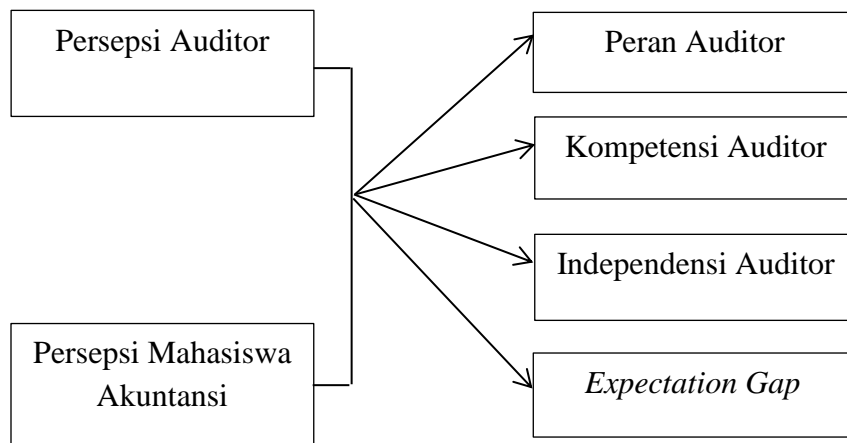 Persepsi Auditor
Peran Auditor
Kompetensi Auditor
Independensi Auditor
Persepsi Mahasiswa
Akuntansi
Expectation Gap